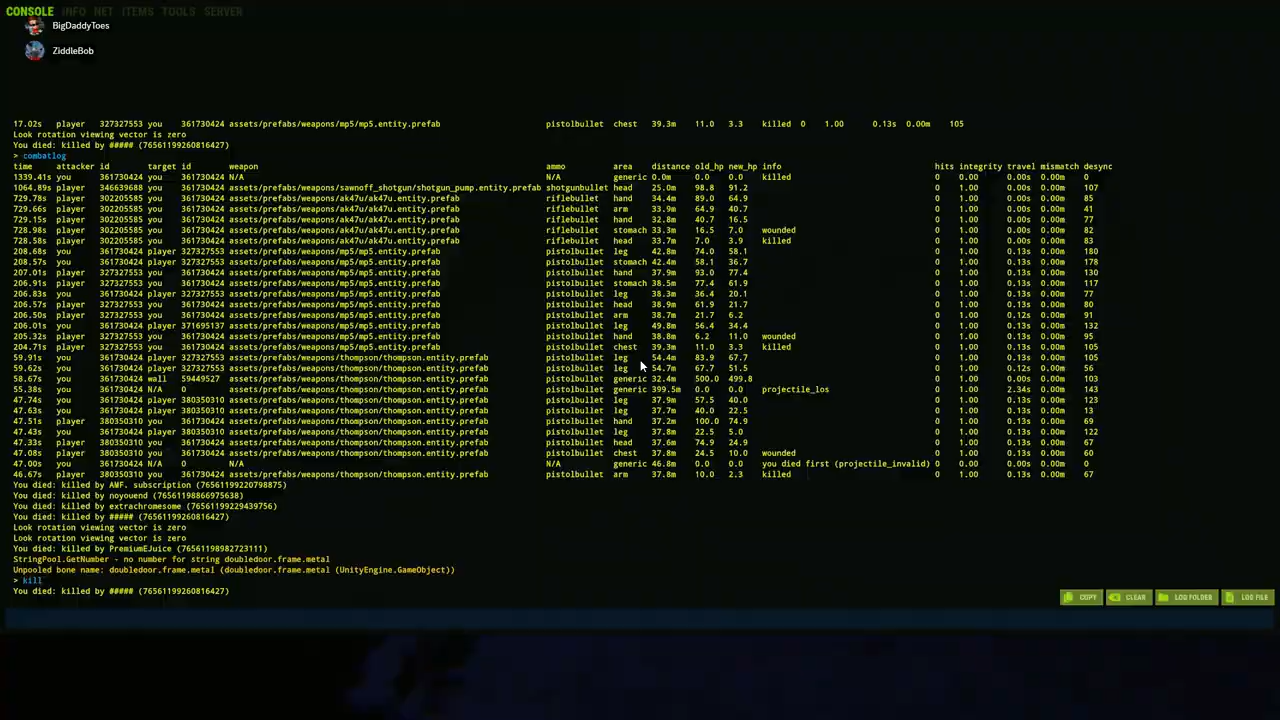 CONSOLE INFO NET ITEMS TOOLS SERVER
BigDaddyToes
ZiddleBob
17.02s player 327327553 you 361730424 assets/prefabs/weapons/mp5/mp5.entity.prefab pistolbullet chest 39.3m 11.0 3.3 killed 0 1.00 0.13s 0.00m 105
Look rotation viewing vector is zero
You died: killed by ##### (76561199260816427)
> combatlog
time attacker id target id weapon ammo area distance old_hp new_hp info hits integrity travel mismatch desync
1339.41s you 361730424 you 361730424 N/A N/A generic 0.0m 0.0 0.0 killed 0 1.00 0.00s 0.00m 0
1064.89s player 346639688 you 361730424 assets/prefabs/weapons/sawnoff_shotgun/shotgun_pump.entity.prefab shotgunbullet head 25.0m 98.8 91.2 0 1.00 0.00s 0.00m 107
729.78s player 302205585 you 361730424 assets/prefabs/weapons/ak47u/ak47u.entity.prefab riflebullet hand 34.4m 89.0 64.9 0 1.00 0.00s 0.00m 85
729.66s player 302205585 you 361730424 assets/prefabs/weapons/ak47u/ak47u.entity.prefab riflebullet arm 33.9m 64.9 40.7 0 1.00 0.00s 0.00m 41
729.15s player 302205585 you 361730424 assets/prefabs/weapons/ak47u/ak47u.entity.prefab riflebullet hand 32.8m 40.7 16.5 0 1.00 0.00s 0.00m 77
728.98s player 302205585 you 361730424 assets/prefabs/weapons/ak47u/ak47u.entity.prefab riflebullet stomach 33.3m 16.5 7.0 wounded 0 1.00 0.00s 0.00m 82
728.58s player 302205585 you 361730424 assets/prefabs/weapons/ak47u/ak47u.entity.prefab riflebullet head 33.7m 7.0 3.9 killed 0 1.00 0.00s 0.00m 83
208.68s you 361730424 player 327327553 assets/prefabs/weapons/mp5/mp5.entity.prefab pistolbullet leg 42.8m 74.0 58.1 0 1.00 0.13s 0.00m 180
208.57s you 361730424 player 327327553 assets/prefabs/weapons/mp5/mp5.entity.prefab pistolbullet stomach 42.4m 58.1 36.7 0 1.00 0.13s 0.00m 178
207.01s player 327327553 you 361730424 assets/prefabs/weapons/mp5/mp5.entity.prefab pistolbullet hand 37.9m 93.0 77.4 0 1.00 0.13s 0.00m 130
206.91s player 327327553 you 361730424 assets/prefabs/weapons/mp5/mp5.entity.prefab pistolbullet stomach 38.5m 77.4 61.9 0 1.00 0.13s 0.00m 117
206.83s you 361730424 player 327327553 assets/prefabs/weapons/mp5/mp5.entity.prefab pistolbullet leg 38.3m 36.4 20.1 0 1.00 0.13s 0.00m 77
206.57s player 327327553 you 361730424 assets/prefabs/weapons/mp5/mp5.entity.prefab pistolbullet head 38.9m 61.9 21.7 0 1.00 0.13s 0.00m 80
206.50s player 327327553 you 361730424 assets/prefabs/weapons/mp5/mp5.entity.prefab pistolbullet arm 38.7m 21.7 6.2 0 1.00 0.12s 0.00m 91
206.01s you 361730424 player 371695137 assets/prefabs/weapons/mp5/mp5.entity.prefab pistolbullet leg 49.8m 56.4 34.4 0 1.00 0.13s 0.00m 132
205.32s player 327327553 you 361730424 assets/prefabs/weapons/mp5/mp5.entity.prefab pistolbullet hand 38.8m 6.2 11.0 wounded 0 1.00 0.13s 0.00m 95
204.71s player 327327553 you 361730424 assets/prefabs/weapons/mp5/mp5.entity.prefab pistolbullet chest 39.3m 11.0 3.3 killed 0 1.00 0.13s 0.00m 105
59.91s you 361730424 player 327327553 assets/prefabs/weapons/thompson/thompson.entity.prefab pistolbullet leg 54.4m 83.9 67.7 0 1.00 0.13s 0.00m 105
59.62s you 361730424 player 327327553 assets/prefabs/weapons/thompson/thompson.entity.prefab pistolbullet leg 54.7m 67.7 51.5 0 1.00 0.12s 0.00m 56
58.67s you 361730424 wall 59449527 assets/prefabs/weapons/thompson/thompson.entity.prefab pistolbullet generic 32.4m 500.0 499.8 0 1.00 0.00s 0.00m 103
55.38s you 361730424 N/A 0 assets/prefabs/weapons/thompson/thompson.entity.prefab pistolbullet generic 399.5m 0.0 0.0 projectile_los 0 1.00 2.34s 0.00m 143
47.74s you 361730424 player 380350310 assets/prefabs/weapons/thompson/thompson.entity.prefab pistolbullet leg 37.9m 57.5 40.0 0 1.00 0.13s 0.00m 123
47.63s you 361730424 player 380350310 assets/prefabs/weapons/thompson/thompson.entity.prefab pistolbullet leg 37.7m 40.0 22.5 0 1.00 0.13s 0.00m 13
47.51s player 380350310 you 361730424 assets/prefabs/weapons/thompson/thompson.entity.prefab pistolbullet hand 37.2m 100.0 74.9 0 1.00 0.13s 0.00m 69
47.43s you 361730424 player 380350310 assets/prefabs/weapons/thompson/thompson.entity.prefab pistolbullet leg 37.8m 22.5 5.0 0 1.00 0.13s 0.00m 122
47.33s player 380350310 you 361730424 assets/prefabs/weapons/thompson/thompson.entity.prefab pistolbullet head 37.6m 74.9 24.9 0 1.00 0.13s 0.00m 67
47.08s player 380350310 you 361730424 assets/prefabs/weapons/thompson/thompson.entity.prefab pistolbullet chest 37.8m 24.5 10.0 wounded 0 1.00 0.13s 0.00m 60
47.00s you 361730424 N/A 0 N/A N/A generic 46.8m 0.0 0.0 you died first (projectile_invalid) 0 1.00 0.13s 0.00m 0
46.67s player 380350310 you 361730424 assets/prefabs/weapons/thompson/thompson.entity.prefab pistolbullet arm 37.8m 10.0 2.3 killed 0 1.00 0.13s 0.00m 67
You died: killed by AMF. subscription (76561199220798875)
You died: killed by noyouend (76561198866975638)
You died: killed by extrachromesome (76561199229439756)
You died: killed by ##### (76561199260816427)
Look rotation viewing vector is zero
Look rotation viewing vector is zero
You died: killed by PremiumEJuice (76561198982723111)
StringPool.GetNumber - no number for string doubledoor.frame.metal
Unpooled bone name: doubledoor.frame.metal (doubledoor.frame.metal (UnityEngine.GameObject))
> kill
You died: killed by ##### (76561199260816427)
COPY CLEAR LOG FOLDER LOG FILE